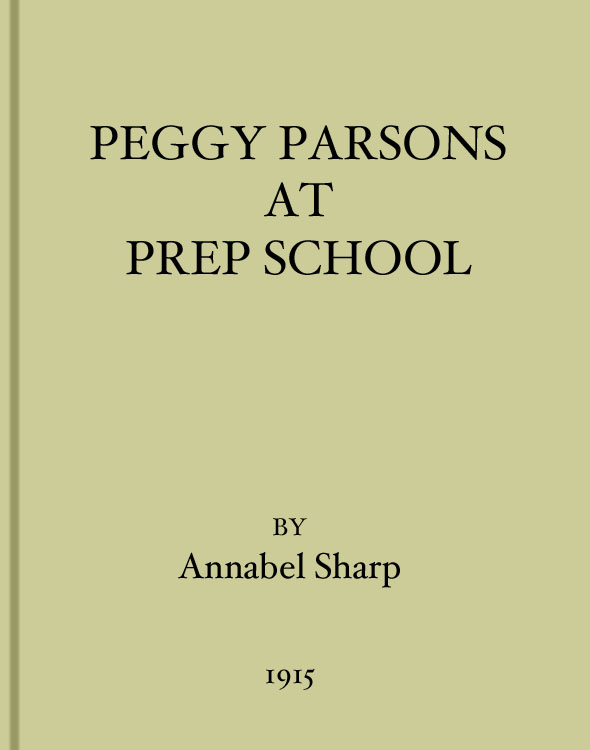 PEGGY PARSONS
AT
PREP SCHOOL
BY
Annabel Sharp
1915